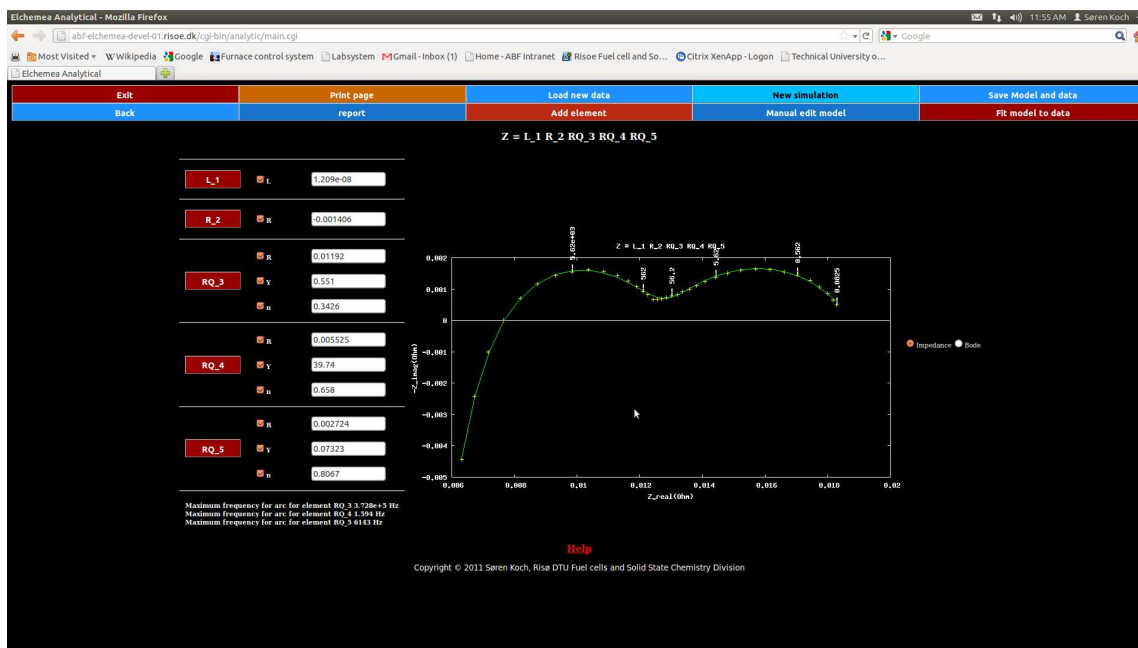 Elchemea Analytical - Mozilla Firefox
11:55 AM Søren Koch
abf-elchemea-devel-01.risoe.dk/cgi-bin/analytic/main.cgi
Google
Most Visited Wikipedia Google Furnace control system Labsystem Gmail - Inbox (1) Home - ABF Intranet Risoe Fuel cell and So... Citrix XenApp - Logon Technical University o...
Elchemea Analytical
Exit Print page Load new data New simulation Save Model and data
Back report Add element Manual edit model Fit model to data
Z = L_1 R_2 RQ_3 RQ_4 RQ_5
L_1 L 1.209e-08
R_2 R -0.001406
RQ_3
R 0.01192
Y 0.551
n 0.3426
RQ_4
R 0.005525
Y 39.74
n 0.658
RQ_5
R 0.002724
Y 0.07323
n 0.8067
Maximum frequency for arc for element RQ_3 3.728e+5 Hz
Maximum frequency for arc for element RQ_4 1.594 Hz
Maximum frequency for arc for element RQ_5 6143 Hz
Z = L_1 R_2 RQ_3 RQ_4 RQ_5
5.62e+03
562
56.2
5.62
0.562
0.0825
-Z_imag(Ohm)
0.002
0.001
0
-0.001
-0.002
-0.003
-0.004
-0.005
0.006 0.008 0.01 0.012 0.014 0.016 0.018 0.02
Z_real(Ohm)
Impedance Bode
Help
Copyright © 2011 Søren Koch, Risø DTU Fuel cells and Solid State Chemistry Division